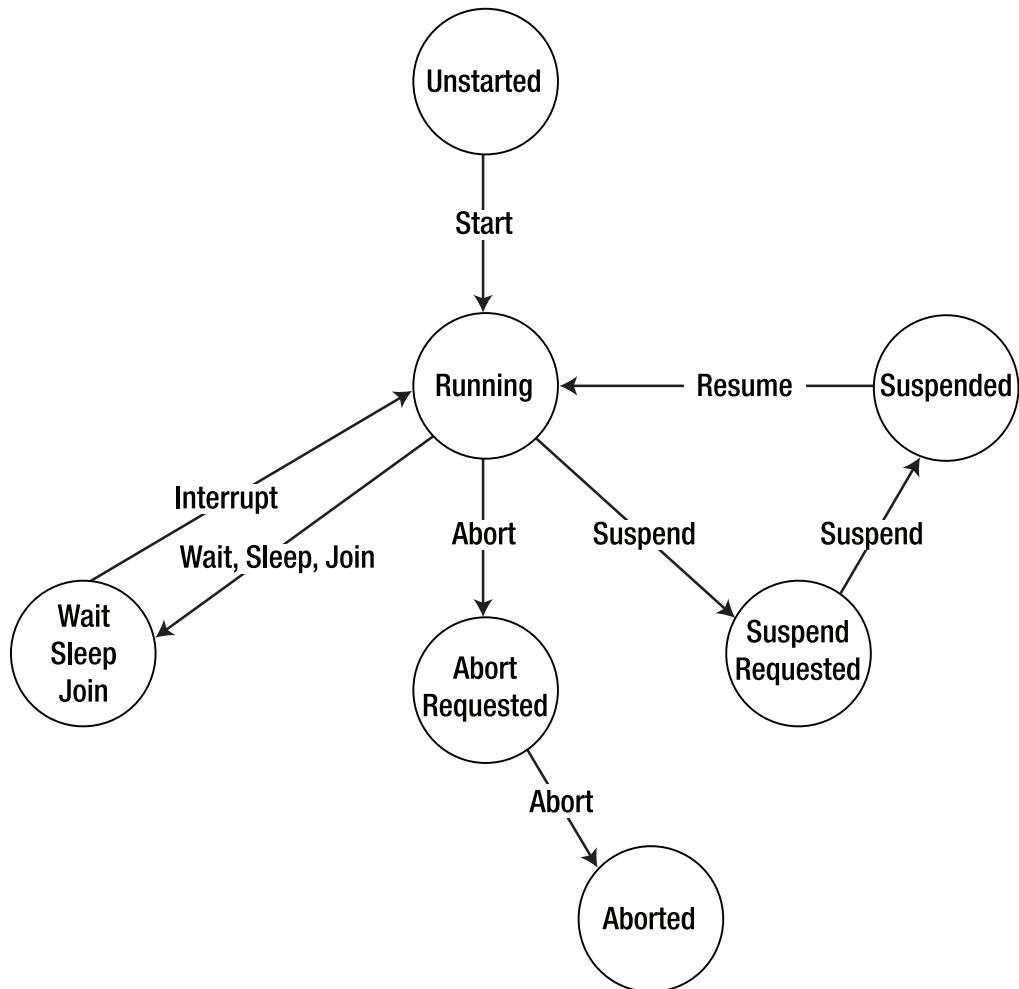 Unstarted
Start
Running
Resume
Suspended
Interrupt
Wait, Sleep, Join
Abort
Suspend
Suspend
Wait
Sleep
Join
Abort
Requested
Suspend
Requested
Abort
Aborted